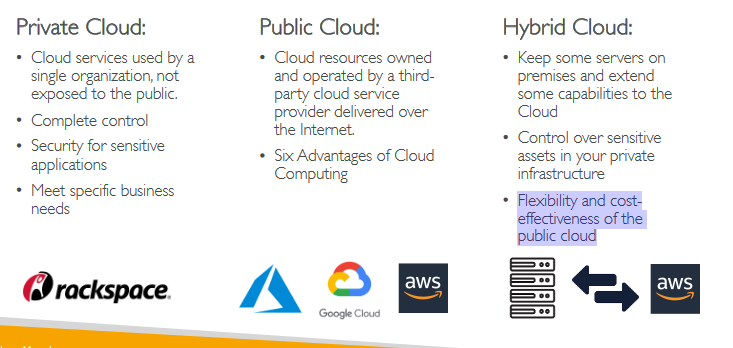 Private Cloud:
• Cloud services used by a
single organization, not
exposed to the public.
• Complete control
• Security for sensitive
applications
• Meet specific business
needs
rackspace.
Public Cloud:
• Cloud resources owned
and operated by a third-
party cloud service
provider delivered over
the Internet.
• Six Advantages of Cloud
Computing
Google Cloud
aws
Hybrid Cloud:
• Keep some servers on
premises and extend
some capabilities to the
Cloud
• Control over sensitive
assets in your private
infrastructure
• Flexibility and cost-
effectiveness of the
public cloud
aws